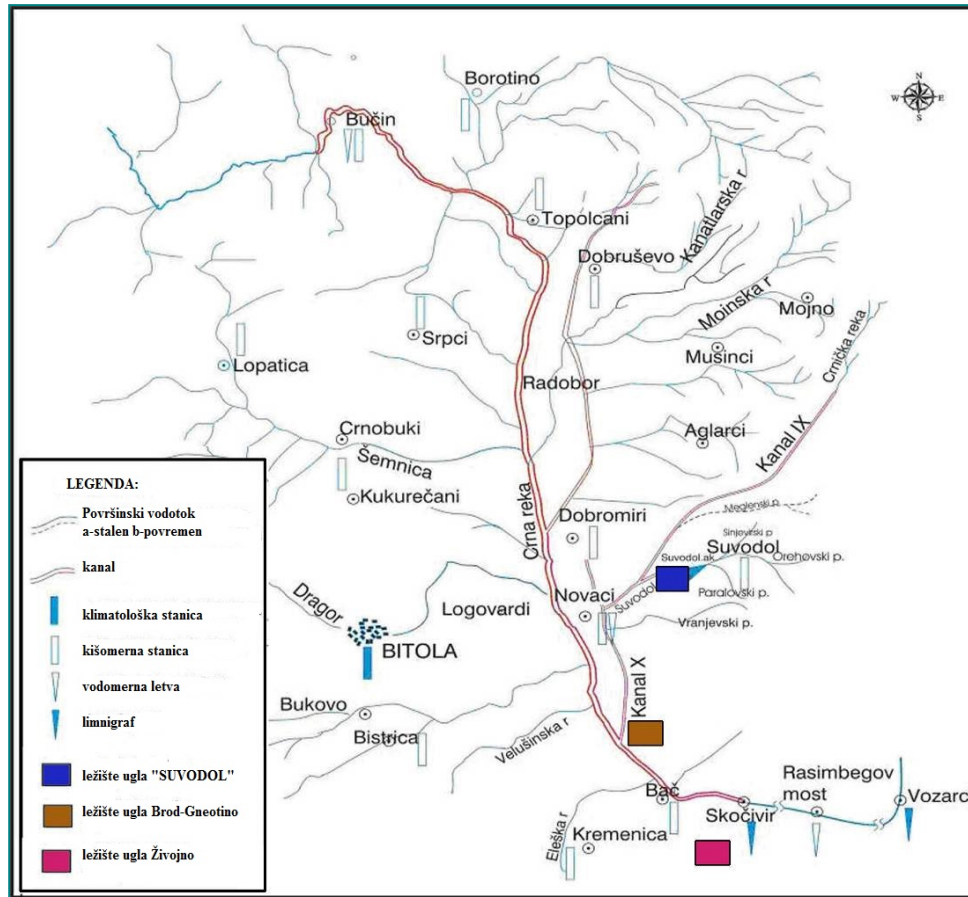 Borotino
N
W E
S
Bučin
Topolcani
Kanatlarska r
Dobruševo
Moinska r
Mojno
Srpci
Mušinci
Crnička reka
Lopatica
Radobor
Crnobuki
Aglarci
Kanal IX
Šemnica
Kukurečani
Crna reka
Meglenski p.
Dobromiri
Sinjevirski p
Suvodol
Suvodol.ak.
Orehovski p.
Suvodol
Paralovski p.
Dragor
Logovardi
Novaci
Vranjevski p.
BITOLA
Kanal X
Bukovo
Bistrica
Velušinska r
Bač
Skočivir
Rasimbegov
most
Vozarc
Eleška r
Kremenica
LEGENDA:
Površinski vodotok
a-stalen b-povremen
kanal
klimatološka stanica
kišomerna stanica
vodomerna letva
limnigraf
ležište ugla "SUVODOL"
ležište ugla Brod-Gneotino
ležište ugla Živojno